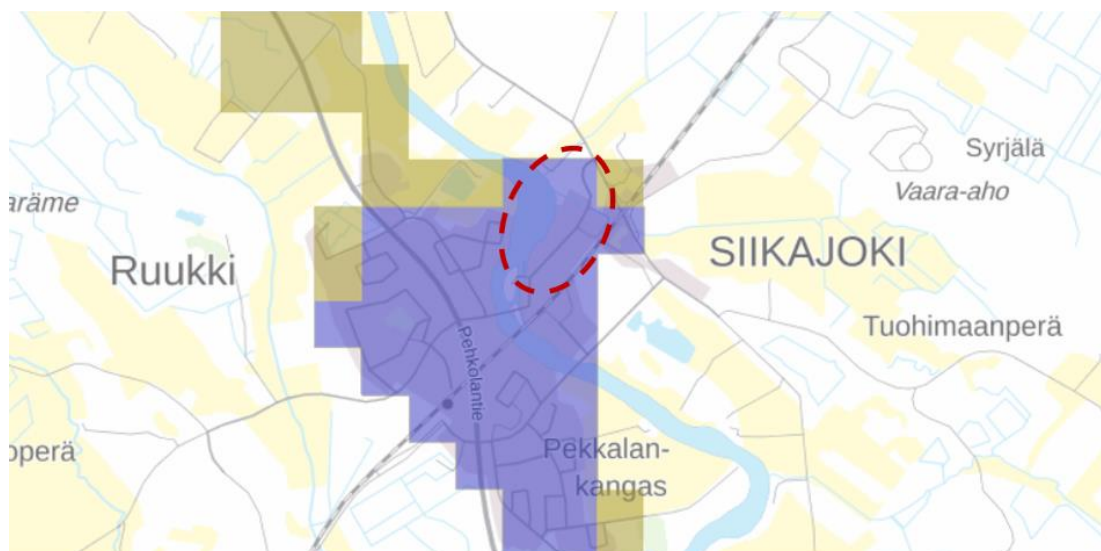 Syrjälä
Vaara-aho
aräme
Ruukki
SIIKAJOKI
Tuohimaanperä
Pehkolantie
operä
Pekkalan-
kangas